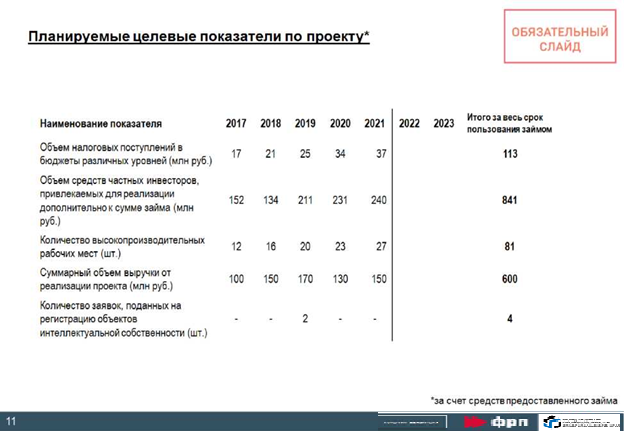 Планируемые целевые показатели по проекту*
ОБЯЗАТЕЛЬНЫЙ
СЛАЙД
Наименование показателя 2017 2018 2019 2020 2021 2022 2023 Итого за весь срок
пользования займом
Объем налоговых поступлений в
бюджеты различных уровней (млн руб.) 17 21 25 34 37 113
Объем средств частных инвесторов,
привлекаемых для реализации
дополнительно к сумме займа (млн
руб.) 152 134 211 231 240 841
Количество высокопроизводительных
рабочих мест (шт.) 12 16 20 23 27 81
Суммарный объем выручки от
реализации проекта (млн руб.) 100 150 170 130 150 600
Количество заявок, поданных на
регистрацию объектов
интеллектуальной собственности (шт.) - - 2 - - 4
*за счет средств предоставленного займа
11
фрп